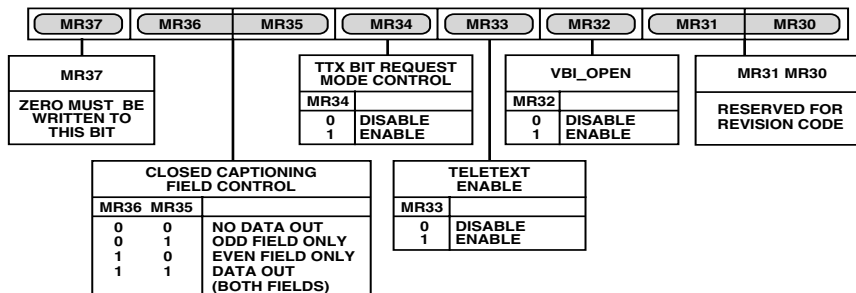 MR37 MR36 MR35 MR34 MR33 MR32 MR31 MR30
MR37
ZERO MUST BE
WRITTEN TO
THIS BIT
TTX BIT REQUEST
MODE CONTROL
MR34
0 DISABLE
1 ENABLE
VBI_OPEN
MR32
0 DISABLE
1 ENABLE
MR31 MR30
RESERVED FOR
REVISION CODE
CLOSED CAPTIONING
FIELD CONTROL
MR36 MR35
0 0 NO DATA OUT
0 1 ODD FIELD ONLY
1 0 EVEN FIELD ONLY
1 1 DATA OUT
(BOTH FIELDS)
TELETEXT
ENABLE
MR33
0 DISABLE
1 ENABLE